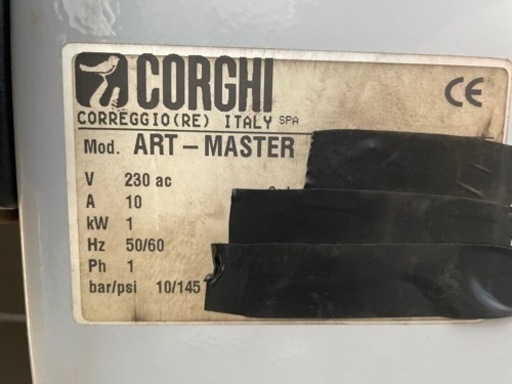 CORGHI
CE
CORREGGIO(RE) ITALY SPA
Mod. ART-MASTER
V 230 ac
A 10
kW 1
Hz 50/60
Ph 1
bar/psi 10/145